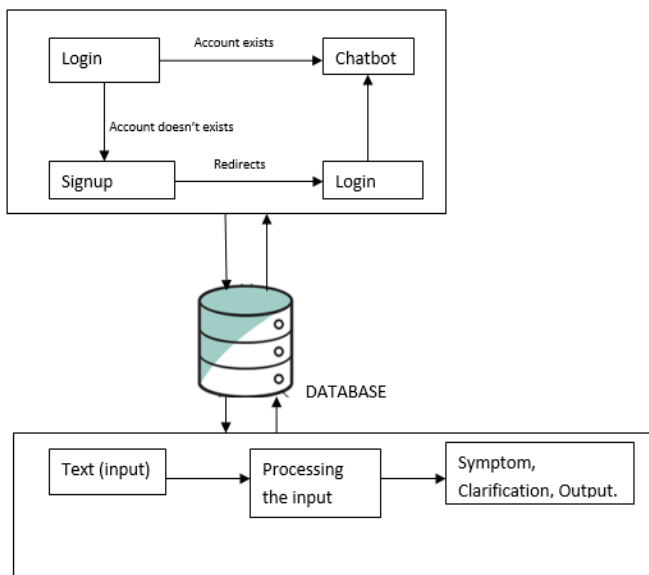 Account exists
Login
Chatbot
Account doesn't exists
Redirects
Signup
Login
DATABASE
Text (input)
Processing
the input
Symptom,
Clarification, Output.